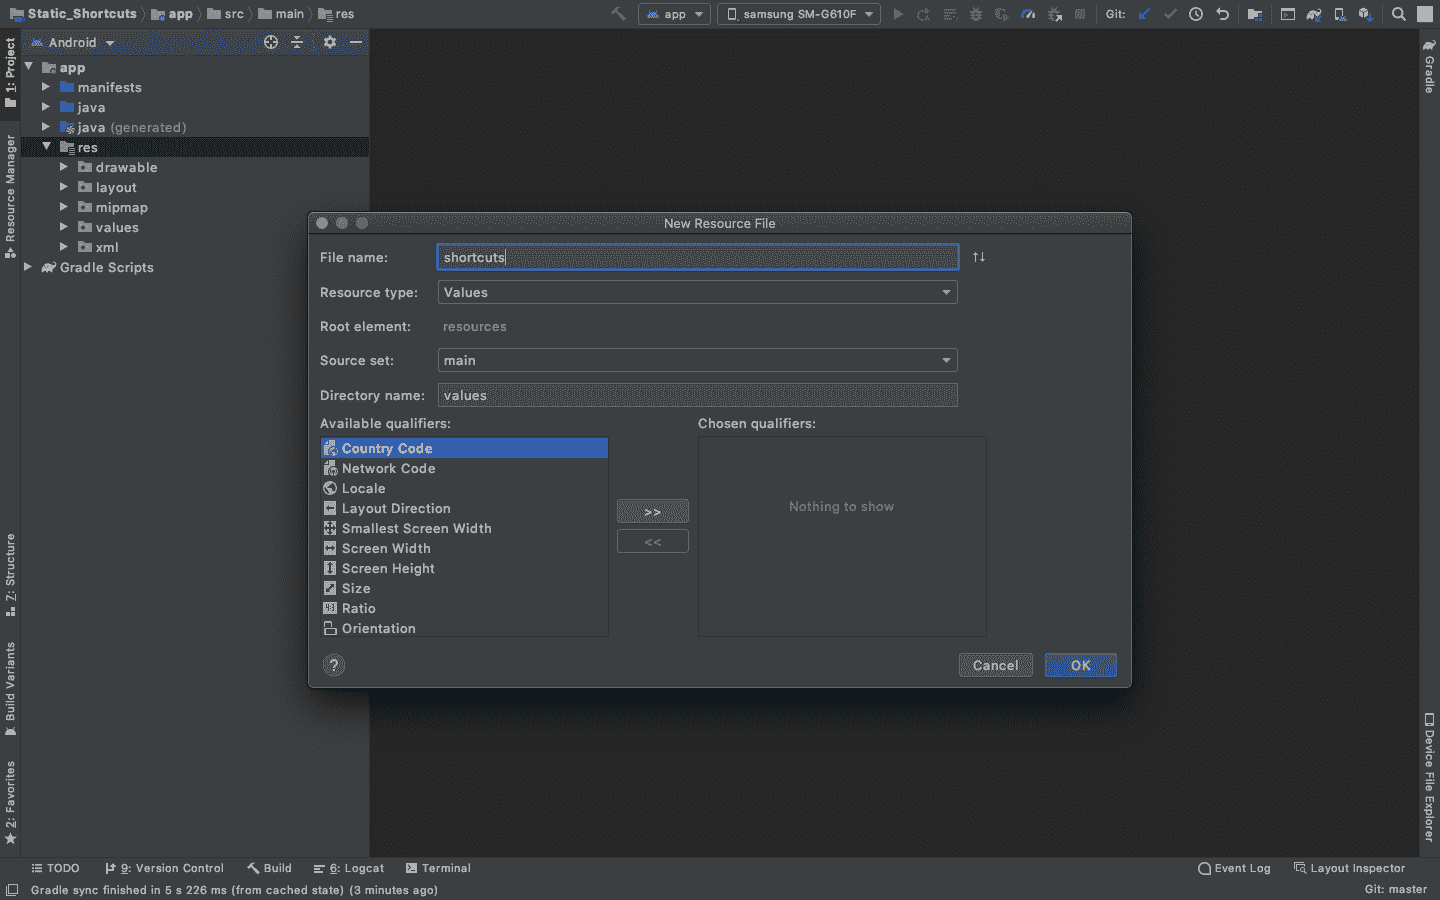 Static_Shortcuts app src main res
app samsung SM-G610F Git:
Android
app
manifests
java
java (generated)
res
drawable
layout
mipmap
values
xml
Gradle Scripts
1: Project
Resource Manager
Z: Structure
Build Variants
2: Favorites
New Resource File
File name: shortcuts
Resource type: Values
Root element: resources
Source set: main
Directory name: values
Available qualifiers: Chosen qualifiers:
Country Code
Network Code
Locale
Layout Direction
Smallest Screen Width
Screen Width
Screen Height
Size
Ratio
Orientation
>>
<<
Nothing to show
?
Cancel OK
Gradle
Device File Explorer
TODO 9: Version Control Build 6: Logcat Terminal Event Log Layout Inspector
Gradle sync finished in 5 s 226 ms (from cached state) (3 minutes ago) Git: master